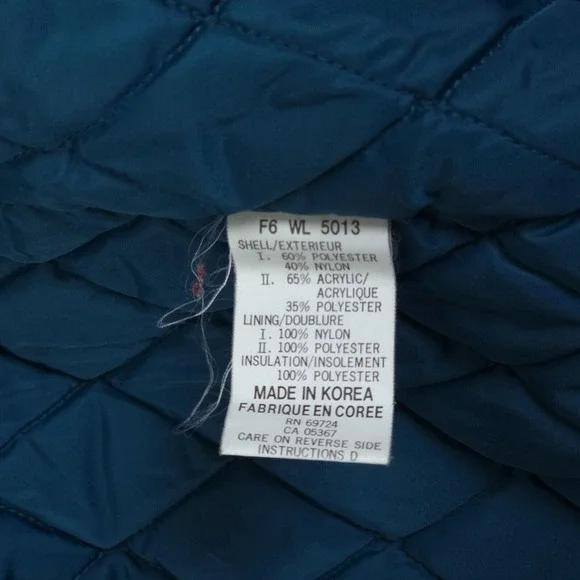 F6 WL 5013
SHELL/EXTERIEUR
I. 60% POLYESTER
40% NYLON
II. 65% ACRYLIC/
ACRYLIQUE
35% POLYESTER
LINING/DOUBLURE
I. 100% NYLON
II. 100% POLYESTER
INSULATION/INSOLEMENT
100% POLYESTER
MADE IN KOREA
FABRIQUE EN COREE
RN 69724
CA 05367
CARE ON REVERSE SIDE
INSTRUCTIONS D